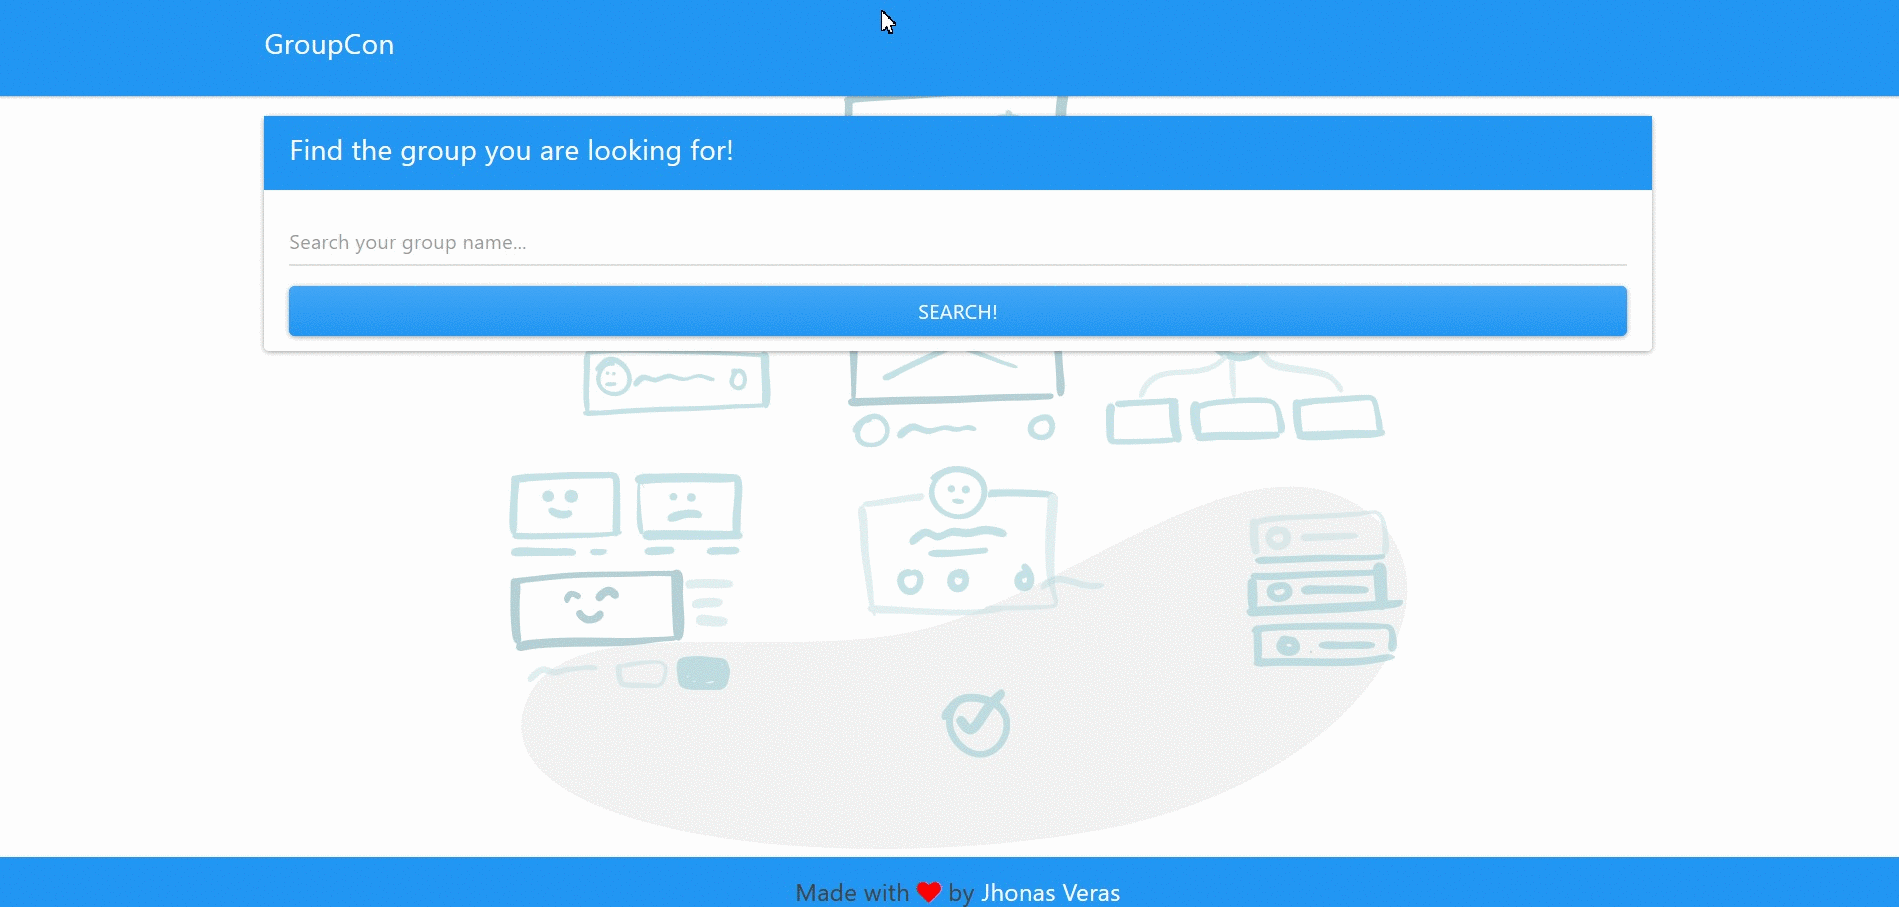 GroupCon
Find the group you are looking for!
Search your group name...
SEARCH!
Made with ❤ by Jhonas Veras